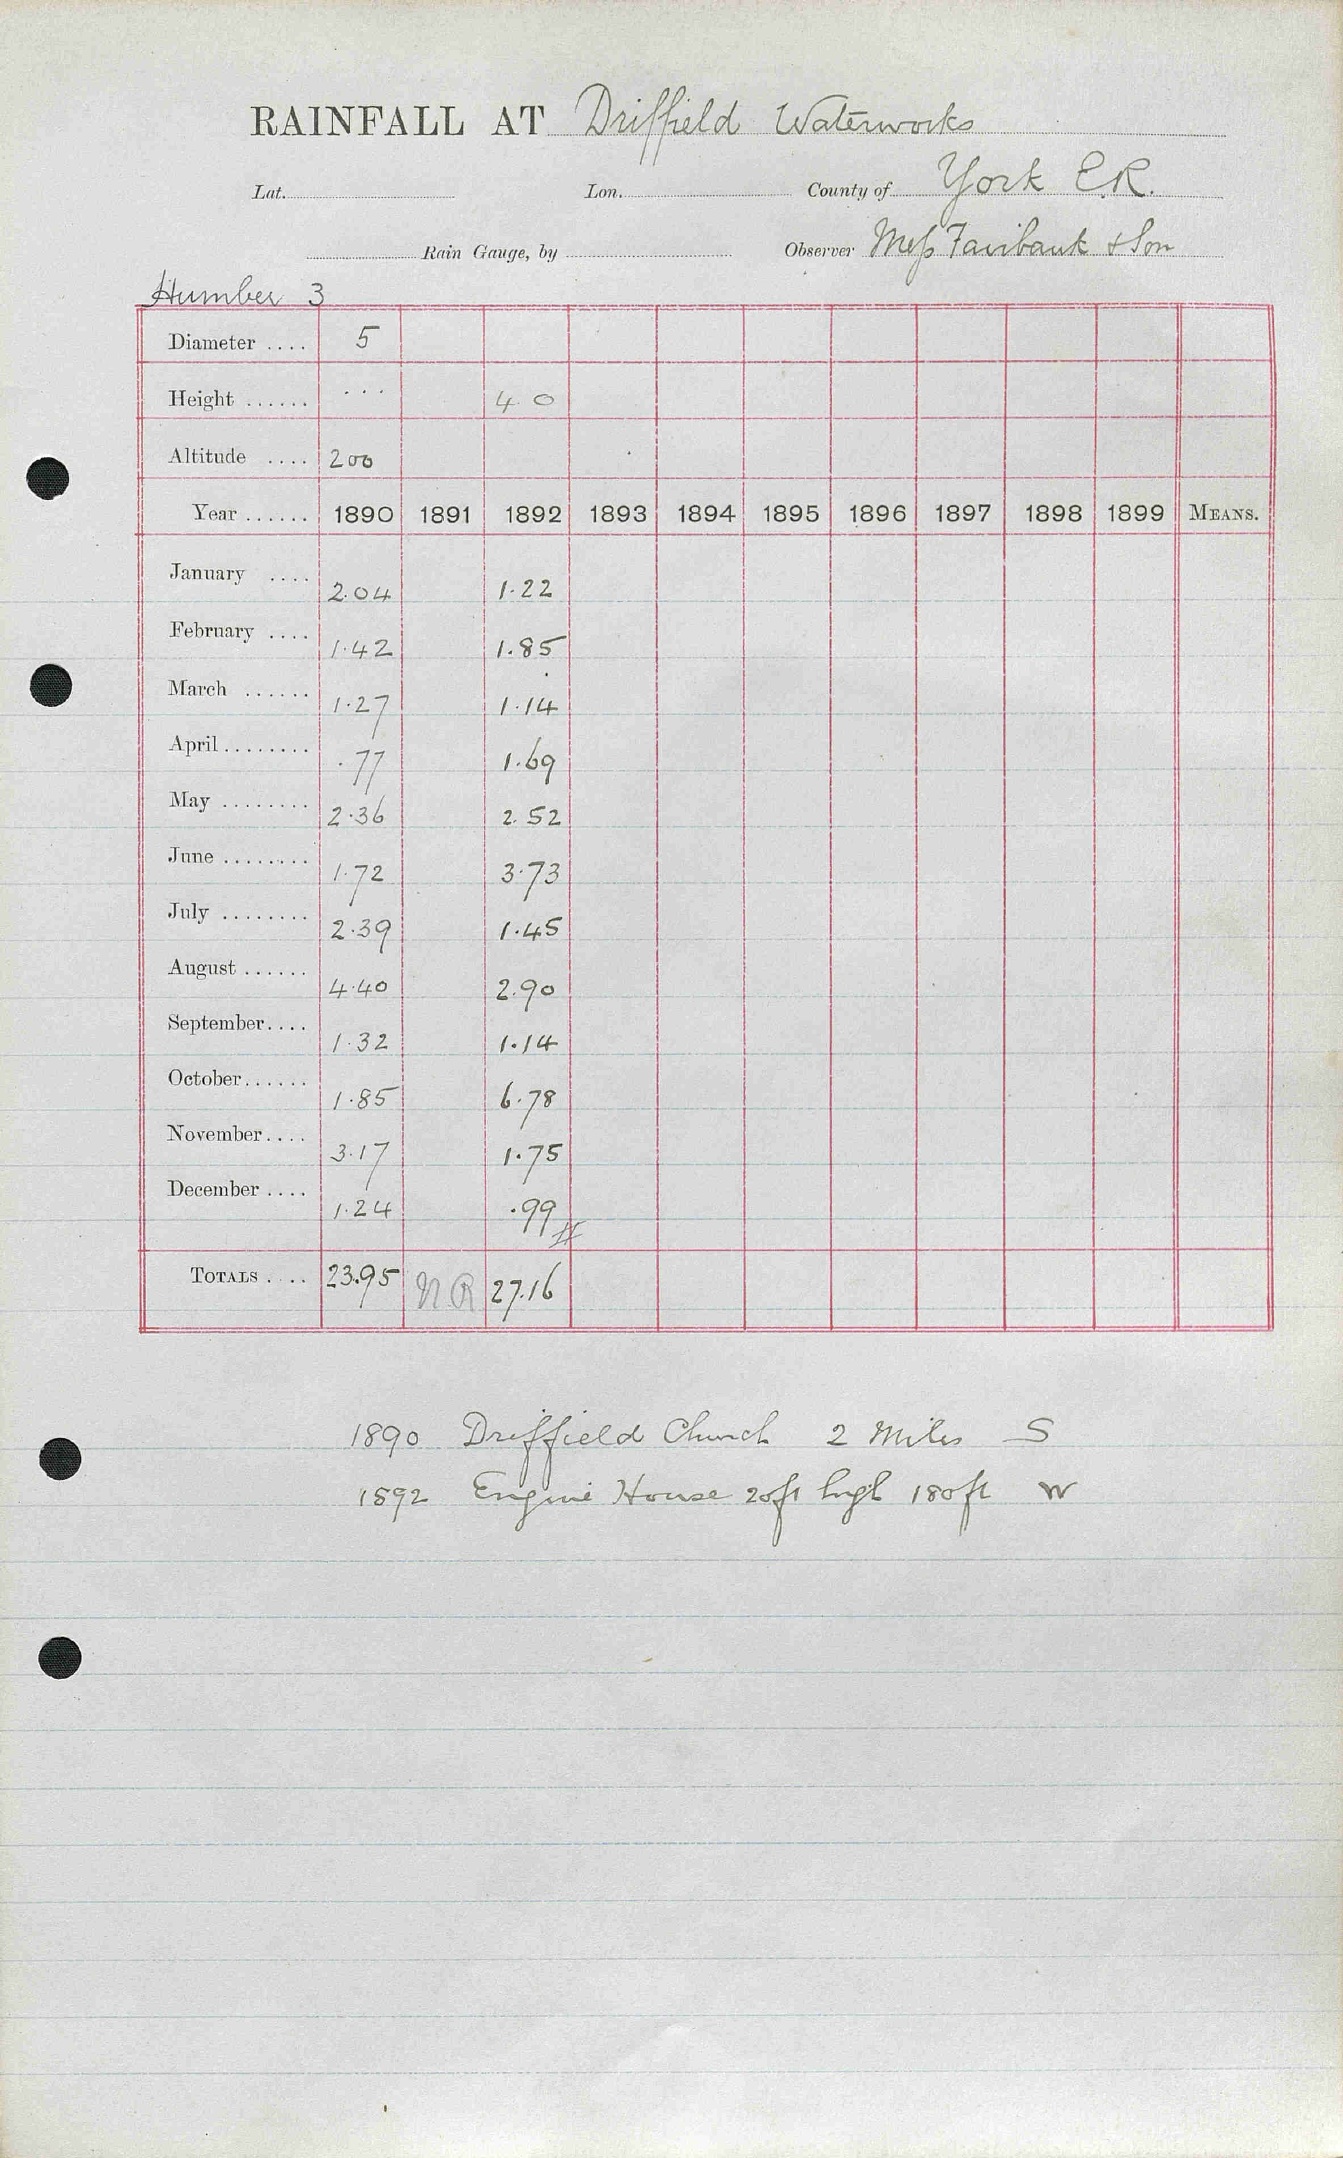 RAINFALL AT Driffield Waterworks
Lat. Lon. County of York E.R.
Rain Gauge, by Observer Mess Fairbank & Son
Humber 3
Diameter .... 5
Height ...... ... 4 0
Altitude .... 200
Year ...... 1890 1891 1892 1893 1894 1895 1896 1897 1898 1899 MEANS.
January .... 2.04 1.22
February .... 1.42 1.85
March ...... 1.27 1.14
April ........ .77 1.69
May ........ 2.36 2.52
June ........ 1.72 3.73
July ........ 2.39 1.45
August ...... 4.40 2.90
September.... 1.32 1.14
October...... 1.85 6.78
November.... 3.17 1.75
December .... 1.24 .99
TOTALS .... 23.95 N R 27.16
1890 Driffield Church 2 Miles S
1892 Engine House 20ft high 180ft W